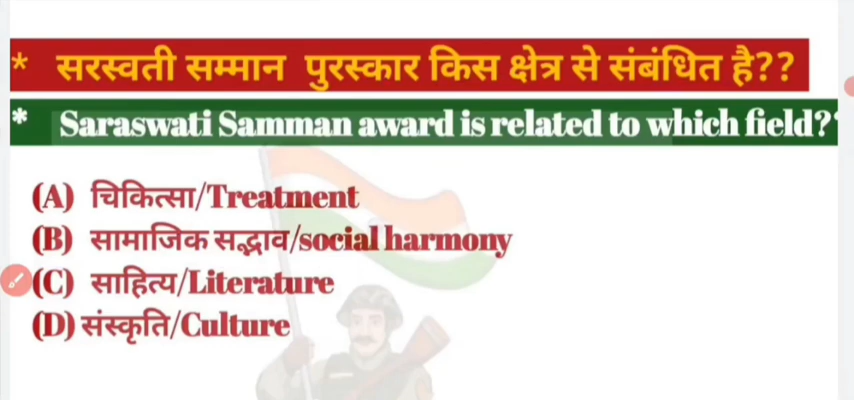 * सरस्वती सम्मान पुरस्कार किस क्षेत्र से संबंधित है??
* Saraswati Samman award is related to which field?'
(A) चिकित्सा/Treatment
(B) सामाजिक सद्भाव/social harmony
(C) साहित्य/Literature
(D) संस्कृति/Culture